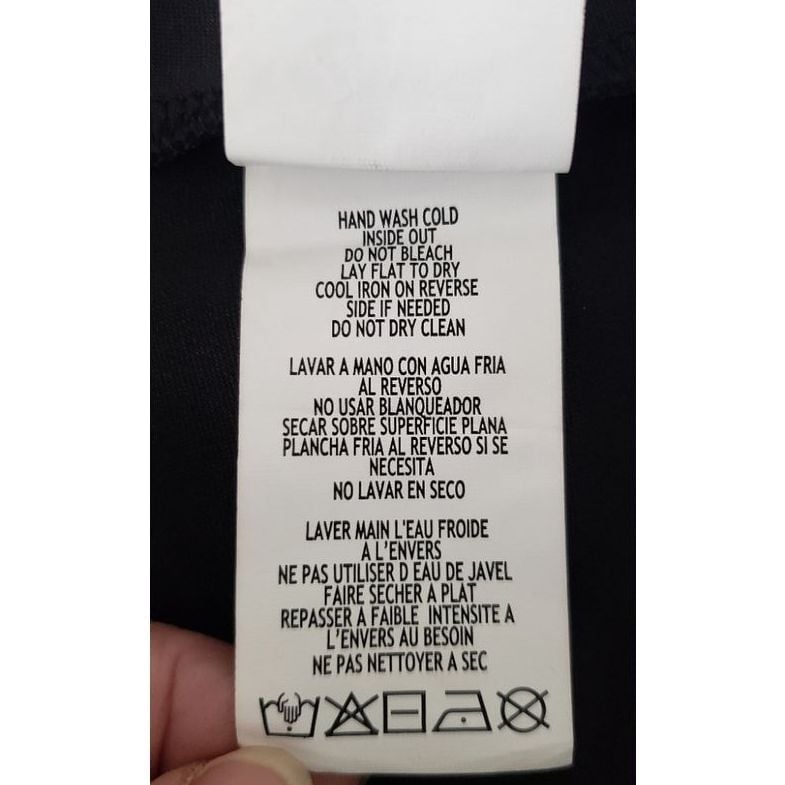 HAND WASH COLD
INSIDE OUT
DO NOT BLEACH
LAY FLAT TO DRY
COOL IRON ON REVERSE
SIDE IF NEEDED
DO NOT DRY CLEAN
LAVAR A MANO CON AGUA FRIA
AL REVERSO
NO USAR BLANQUEADOR
SECAR SOBRE SUPERFICIE PLANA
PLANCHA FRIA AL REVERSO SI SE
NECESITA
NO LAVAR EN SECO
LAVER MAIN L'EAU FROIDE
A L'ENVERS
NE PAS UTILISER D EAU DE JAVEL
FAIRE SECHER A PLAT
REPASSER A FAIBLE INTENSITE A
L'ENVERS AU BESOIN
NE PAS NETTOYER A SEC